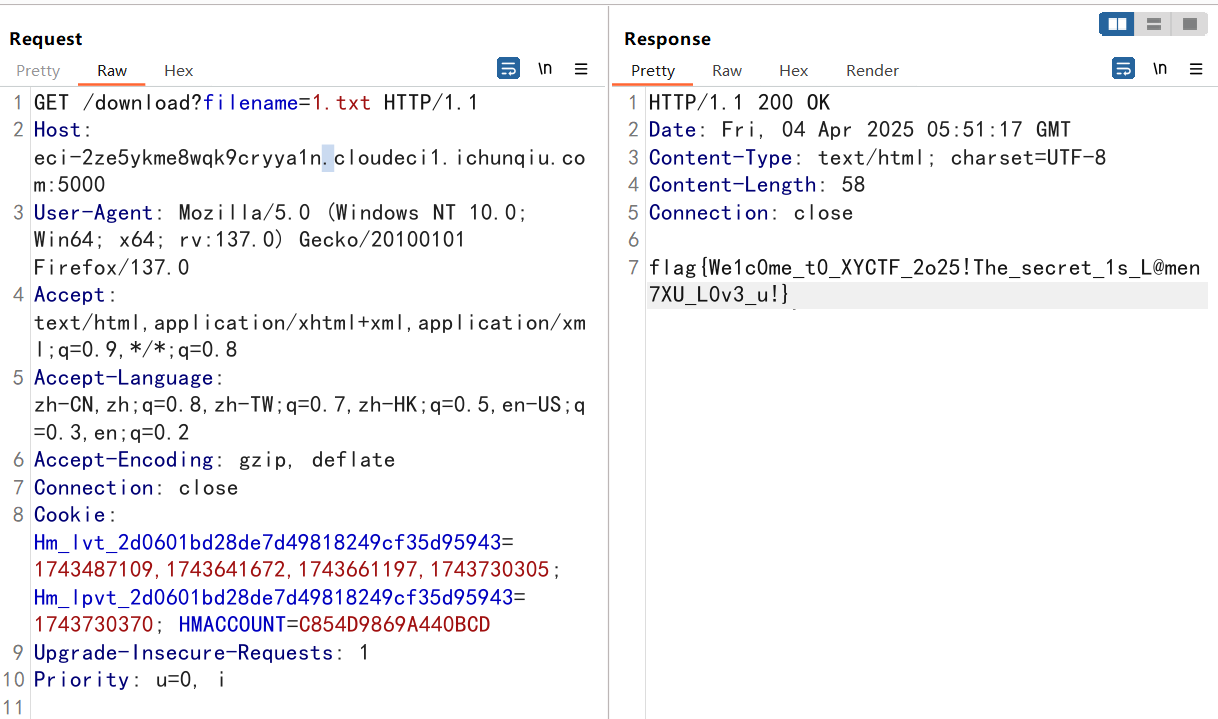 Request
Pretty Raw Hex \n
1 GET /download?filename=1.txt HTTP/1.1
2 Host:
eci-2ze5ykme8wqk9cryya1n.cloudeci1.ichunqiu.co
m:5000
3 User-Agent: Mozilla/5.0 (Windows NT 10.0;
Win64; x64; rv:137.0) Gecko/20100101
Firefox/137.0
4 Accept:
text/html,application/xhtml+xml,application/xm
l;q=0.9,*/*;q=0.8
5 Accept-Language:
zh-CN,zh;q=0.8,zh-TW;q=0.7,zh-HK;q=0.5,en-US;q
=0.3,en;q=0.2
6 Accept-Encoding: gzip, deflate
7 Connection: close
8 Cookie:
Hm_lvt_2d0601bd28de7d49818249cf35d95943=
1743487109,1743641672,1743661197,1743730305;
Hm_lpvt_2d0601bd28de7d49818249cf35d95943=
1743730370; HMACCOUNT=C854D9869A440BCD
9 Upgrade-Insecure-Requests: 1
10 Priority: u=0, i
11
Response
Pretty Raw Hex Render \n
1 HTTP/1.1 200 OK
2 Date: Fri, 04 Apr 2025 05:51:17 GMT
3 Content-Type: text/html; charset=UTF-8
4 Content-Length: 58
5 Connection: close
6
7 flag{We1c0me_t0_XYCTF_2o25!The_secret_1s_L@men
7XU_L0v3_u!}